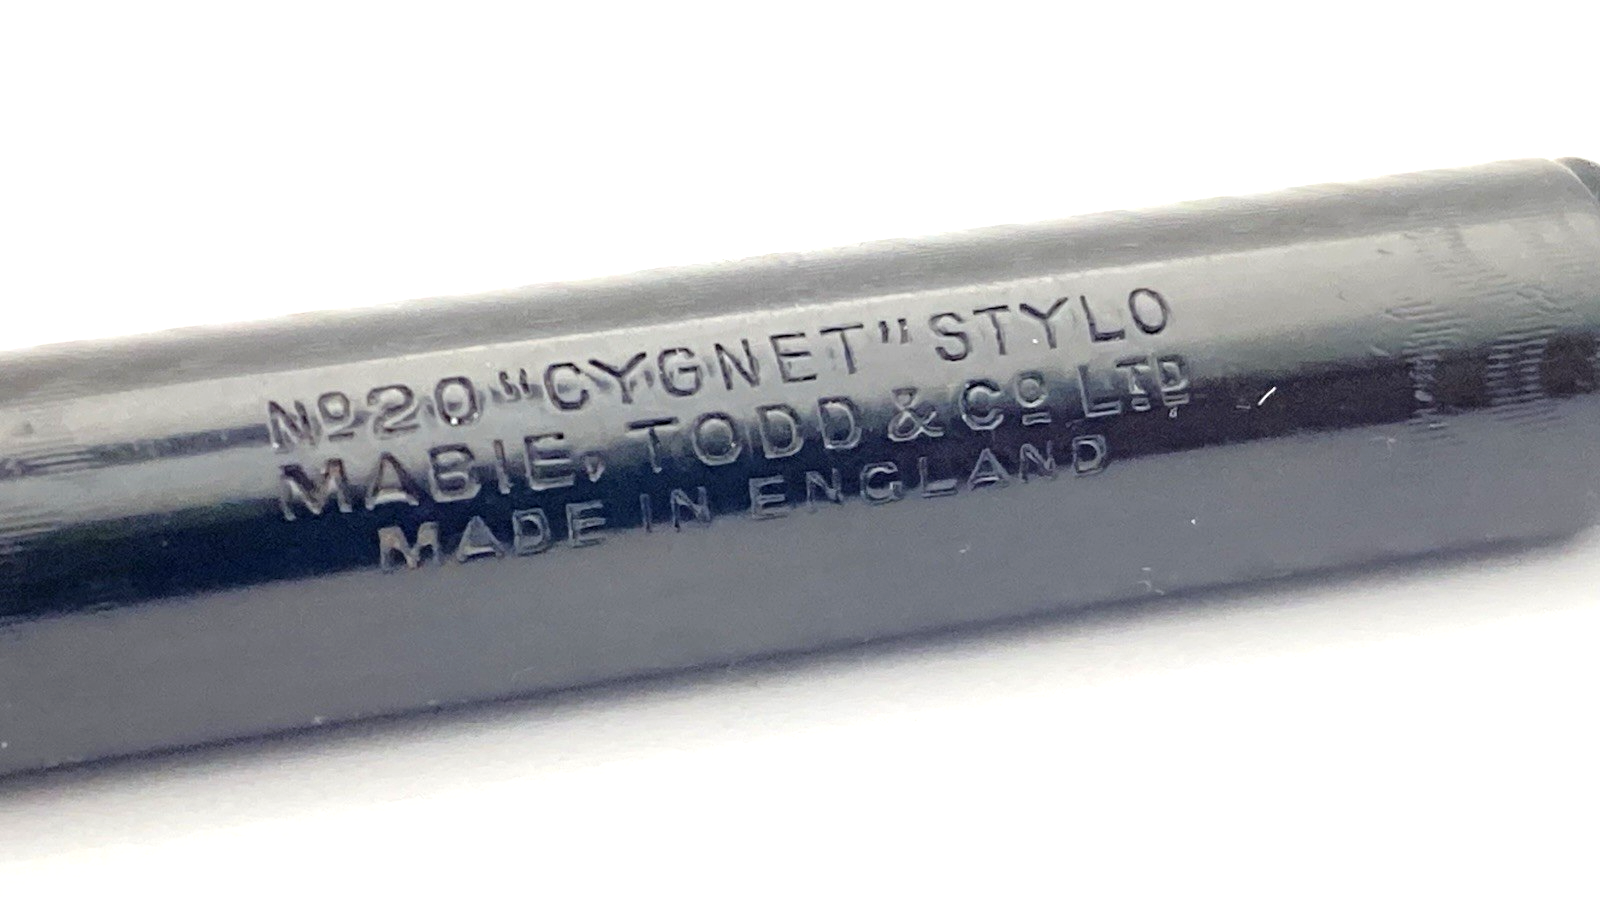 Nº20 "CYGNET" STYLO
MABIE, TODD & Cº LTD
MADE IN ENGLAND